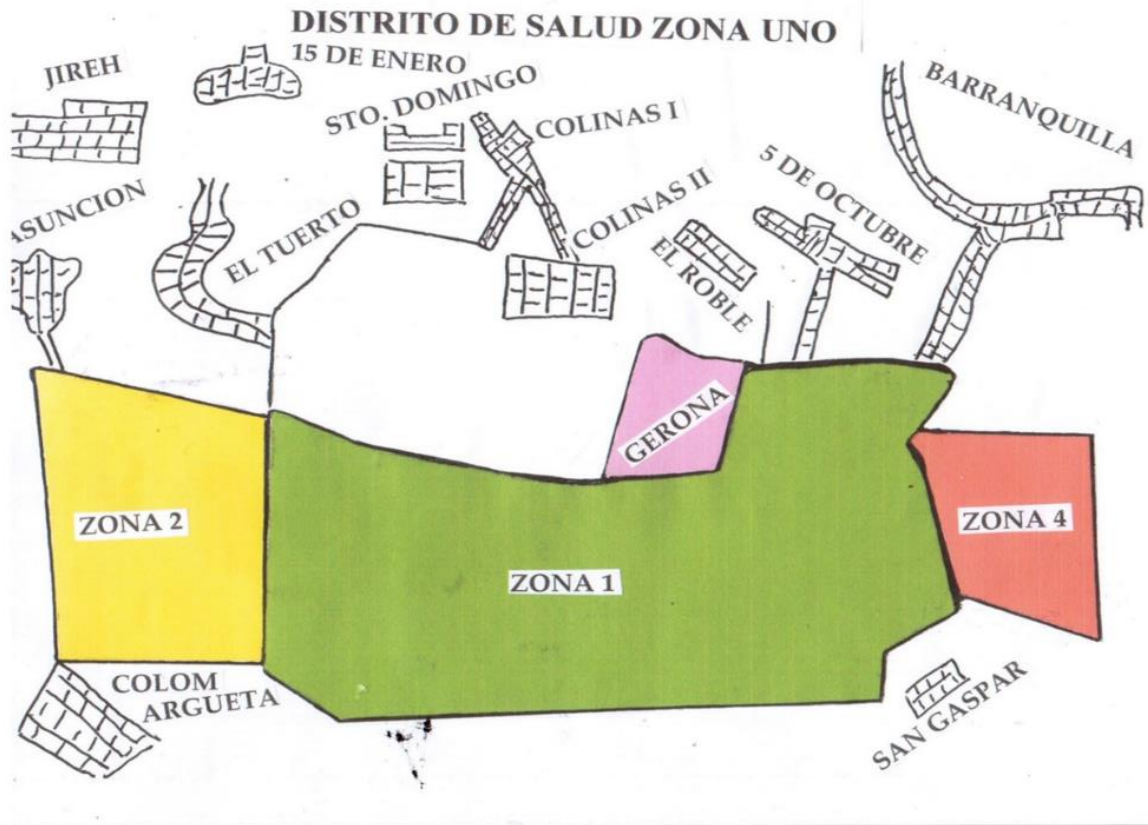 DISTRITO DE SALUD ZONA UNO
JIREH
15 DE ENERO
STO. DOMINGO
COLINAS I
BARRANQUILLA
ASUNCION
EL TUERTO
COLINAS II
5 DE OCTUBRE
EL ROBLE
GERONA
ZONA 2
ZONA 1
ZONA 4
COLOM
ARGUETA
SAN GASPAR